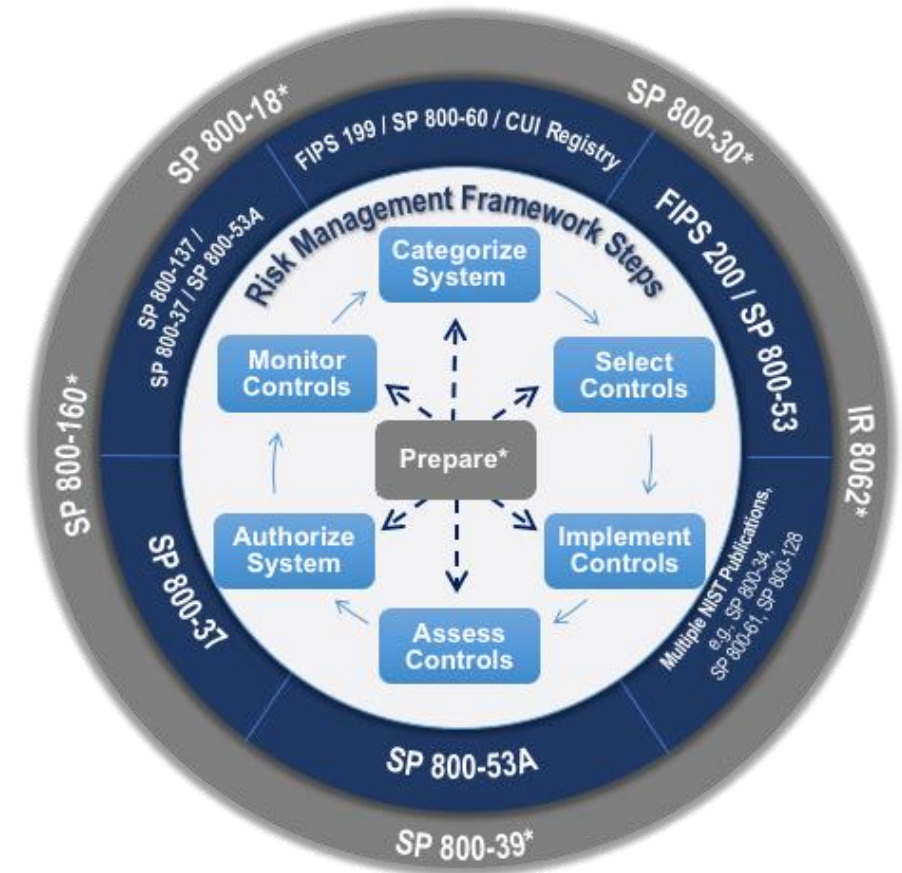 SP 800-18*
SP 800-30*
IR 8062*
SP 800-39*
SP 800-160*
FIPS 199 / SP 800-60 / CUI Registry
FIPS 200 / SP 800-53
Multiple NIST Publications,
e.g., SP 800-34,
SP 800-61, SP 800-128
SP 800-53A
SP 800-37
SP 800-137 /
SP 800-37 / SP 800-53A
Risk Management Framework Steps
Categorize
System
Select
Controls
Implement
Controls
Assess
Controls
Authorize
System
Monitor
Controls
Prepare*